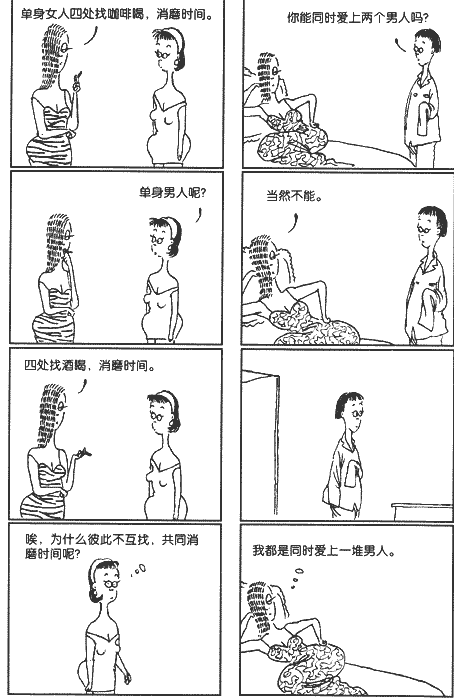 单身女人四处找咖啡喝，消磨时间。
单身男人呢?
四处找酒喝，消磨时间。
唉，为什么彼此不互找，共同消
磨时间呢?
你能同时爱上两个男人吗?
当然不能。
我都是同时爱上一堆男人。